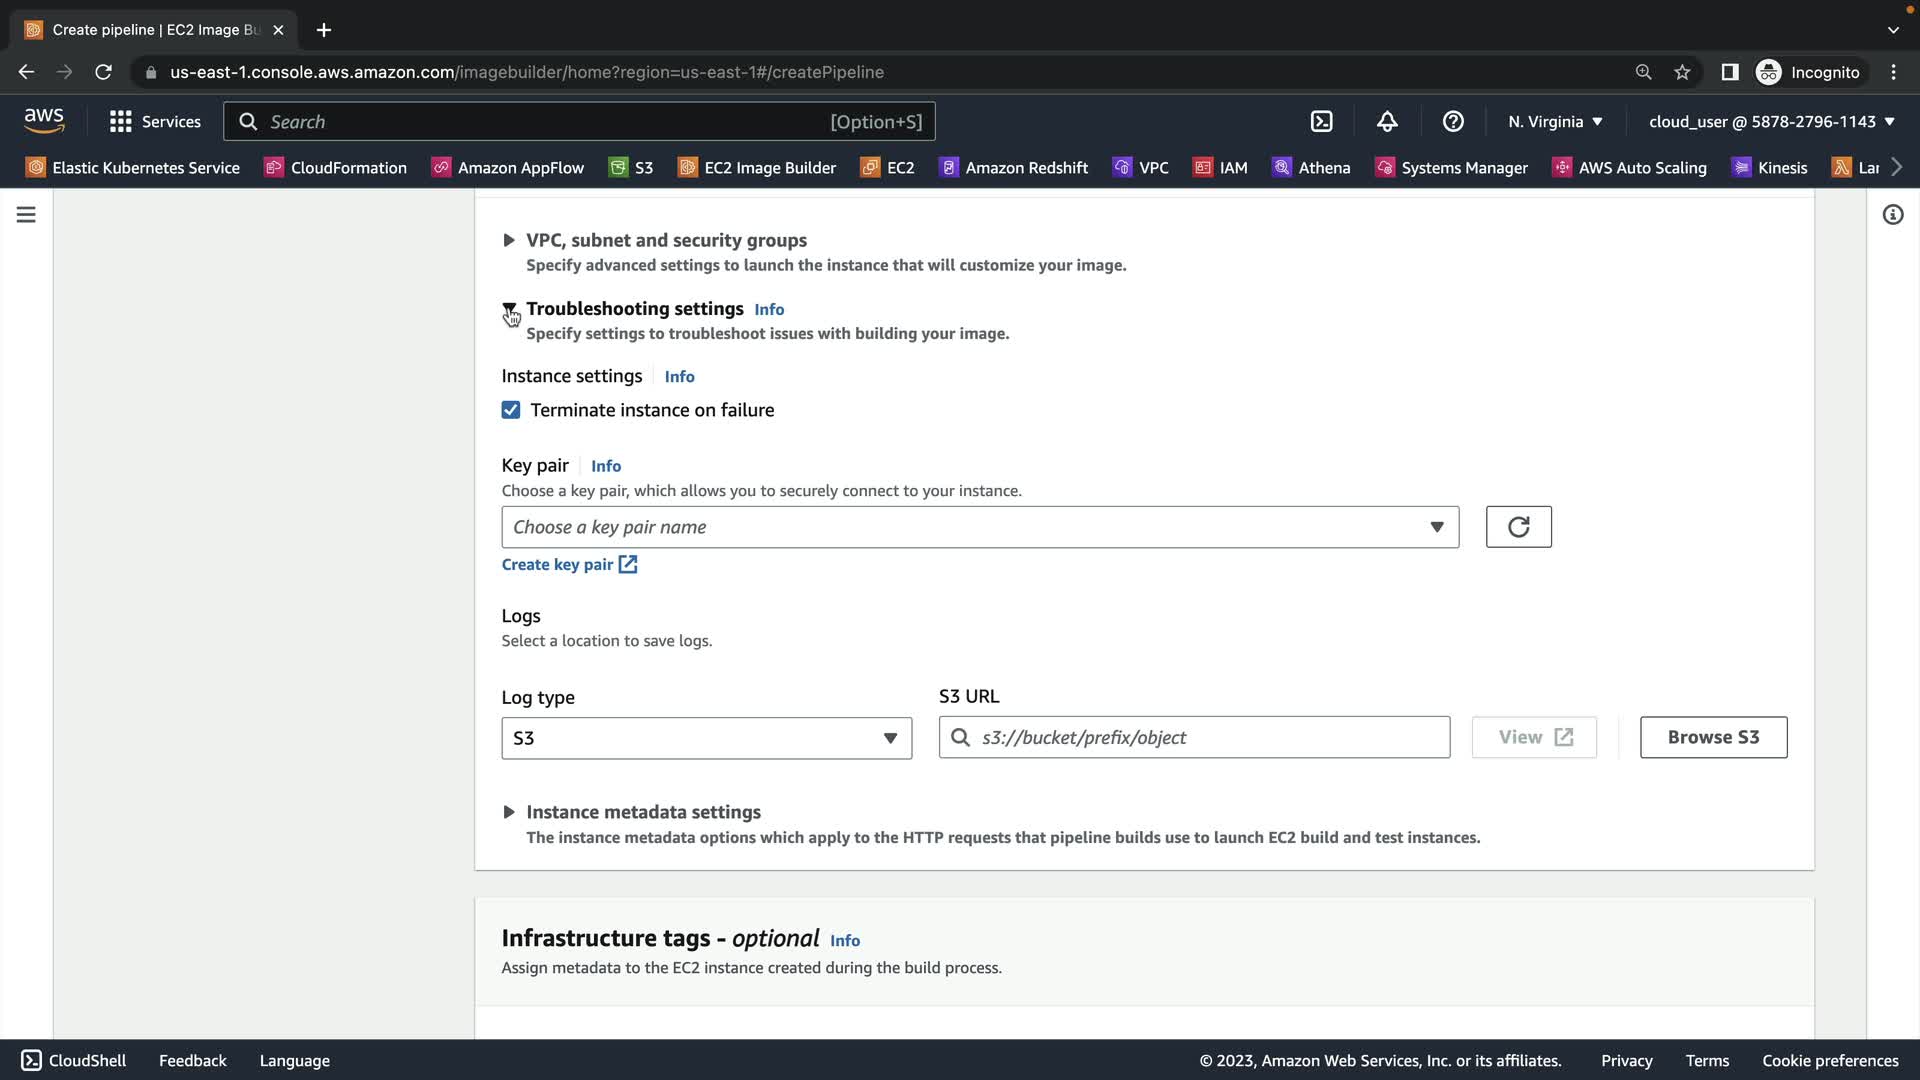 Create pipeline | EC2 Image Bu
us-east-1.console.aws.amazon.com/imagebuilder/home?region=us-east-1#/createPipeline
Incognito
aws
Services
Search
[Option+S]
N. Virginia
cloud_user @ 5878-2796-1143
Elastic Kubernetes Service
CloudFormation
Amazon AppFlow
S3
EC2 Image Builder
EC2
Amazon Redshift
VPC
IAM
Athena
Systems Manager
AWS Auto Scaling
Kinesis
Lar
VPC, subnet and security groups
Specify advanced settings to launch the instance that will customize your image.
Troubleshooting settings Info
Specify settings to troubleshoot issues with building your image.
Instance settings Info
Terminate instance on failure
Key pair Info
Choose a key pair, which allows you to securely connect to your instance.
Choose a key pair name
Create key pair
Logs
Select a location to save logs.
Log type
S3 URL
S3
s3://bucket/prefix/object
View
Browse S3
Instance metadata settings
The instance metadata options which apply to the HTTP requests that pipeline builds use to launch EC2 build and test instances.
Infrastructure tags - optional Info
Assign metadata to the EC2 instance created during the build process.
CloudShell
Feedback
Language
© 2023, Amazon Web Services, Inc. or its affiliates.
Privacy
Terms
Cookie preferences